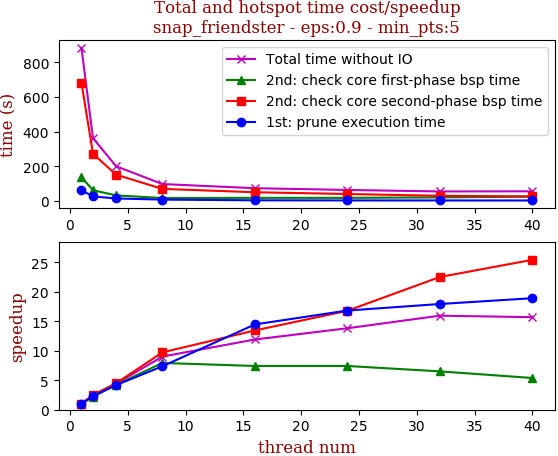 Total and hotspot time cost/speedup
snap_friendster - eps:0.9 - min_pts:5
time (s)
800
600
400
200
0
Total time without IO
2nd: check core first-phase bsp time
2nd: check core second-phase bsp time
1st: prune execution time
0 5 10 15 20 25 30 35 40
speedup
25
20
15
10
5
0
0 5 10 15 20 25 30 35 40
thread num